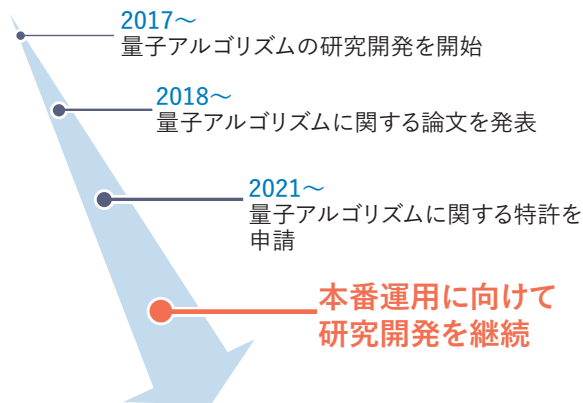 2017～
量子アルゴリズムの研究開発を開始
2018～
量子アルゴリズムに関する論文を発表
2021～
量子アルゴリズムに関する特許を
申請
本番運用に向けて
研究開発を継続